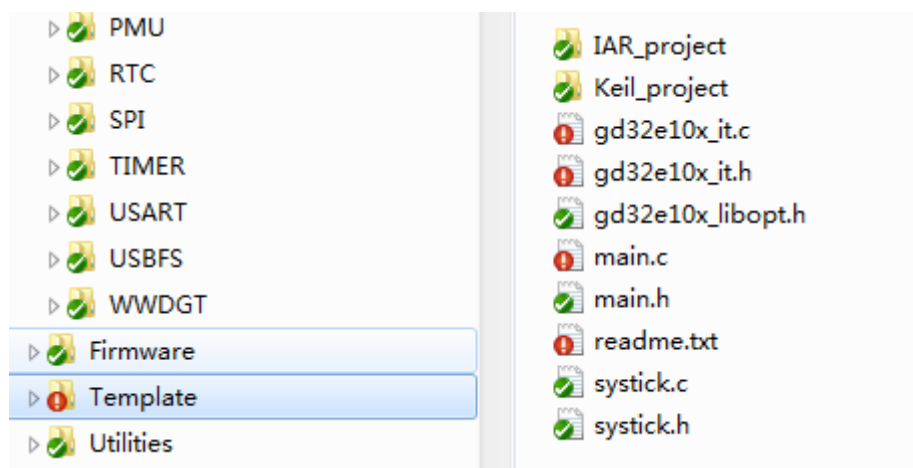 PMU
RTC
SPI
TIMER
USART
USBFS
WWDGT
Firmware
Template
Utilities
IAR_project
Keil_project
gd32e10x_it.c
gd32e10x_it.h
gd32e10x_libopt.h
main.c
main.h
readme.txt
systick.c
systick.h